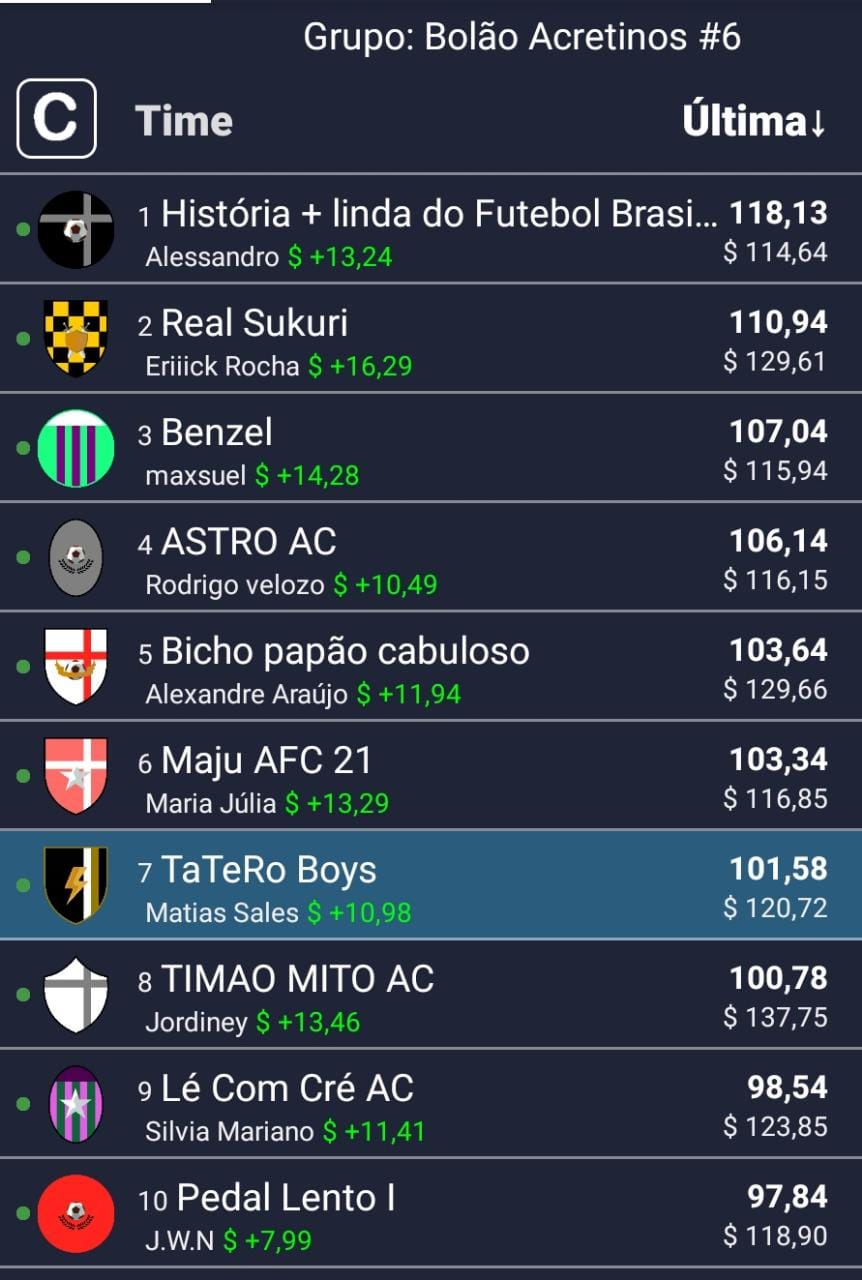 Grupo: Bolão Acretinos #6
C Time Última↓
1 História + linda do Futebol Brasi... 118,13
Alessandro $ +13,24 $ 114,64
2 Real Sukuri 110,94
Eriiick Rocha $ +16,29 $ 129,61
3 Benzel 107,04
maxsuel $ +14,28 $ 115,94
4 ASTRO AC 106,14
Rodrigo velozo $ +10,49 $ 116,15
5 Bicho papão cabuloso 103,64
Alexandre Araújo $ +11,94 $ 129,66
6 Maju AFC 21 103,34
Maria Júlia $ +13,29 $ 116,85
7 TaTeRo Boys 101,58
Matias Sales $ +10,98 $ 120,72
8 TIMAO MITO AC 100,78
Jordiney $ +13,46 $ 137,75
9 Lé Com Cré AC 98,54
Silvia Mariano $ +11,41 $ 123,85
10 Pedal Lento I 97,84
J.W.N $ +7,99 $ 118,90